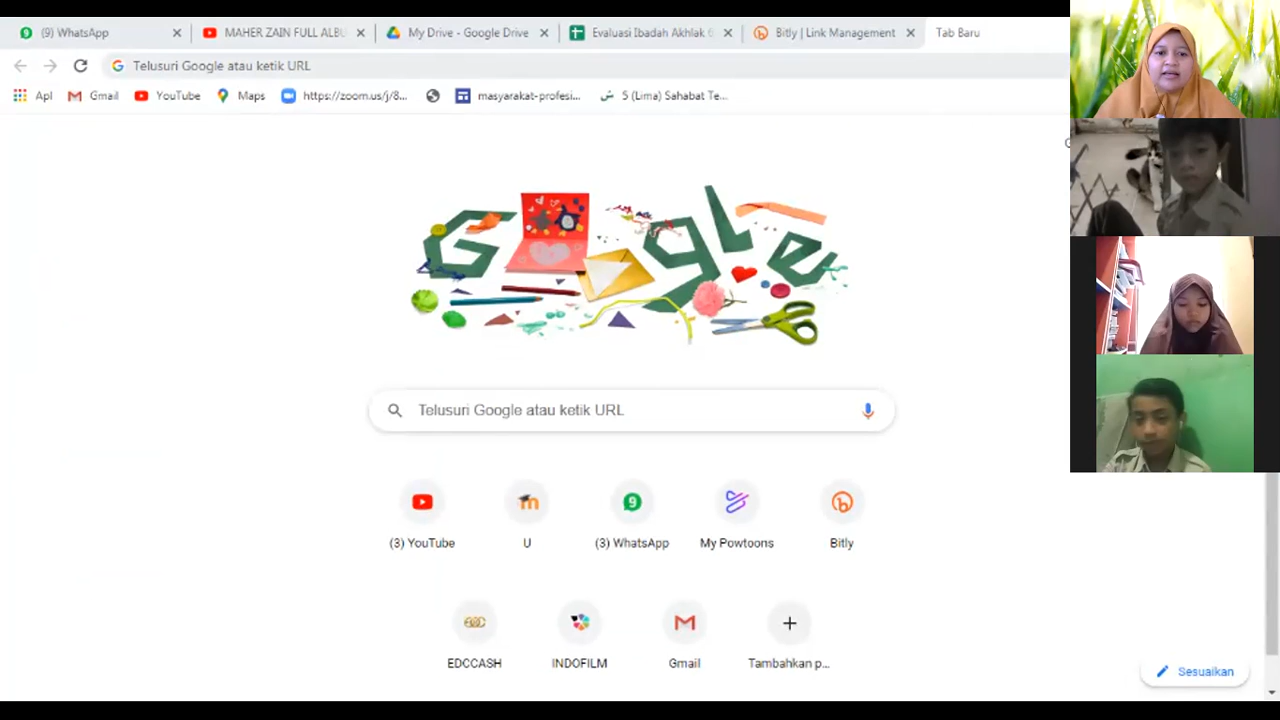 (9) WhatsApp
MAHER ZAIN FULL ALBU
My Drive - Google Drive
Evaluasi Ibadah Akhlak 6
Bitly | Link Management
Tab Baru
Telusuri Google atau ketik URL
Apl
Gmail
YouTube
Maps
https://zoom.us/j/8...
masyarakat-profesi...
5 (Lima) Sahabat Te...
Google
Telusuri Google atau ketik URL
(3) YouTube
U
(3) WhatsApp
My Powtoons
Bitly
EDCCASH
INDOFILM
Gmail
Tambahkan p...
Sesuaikan